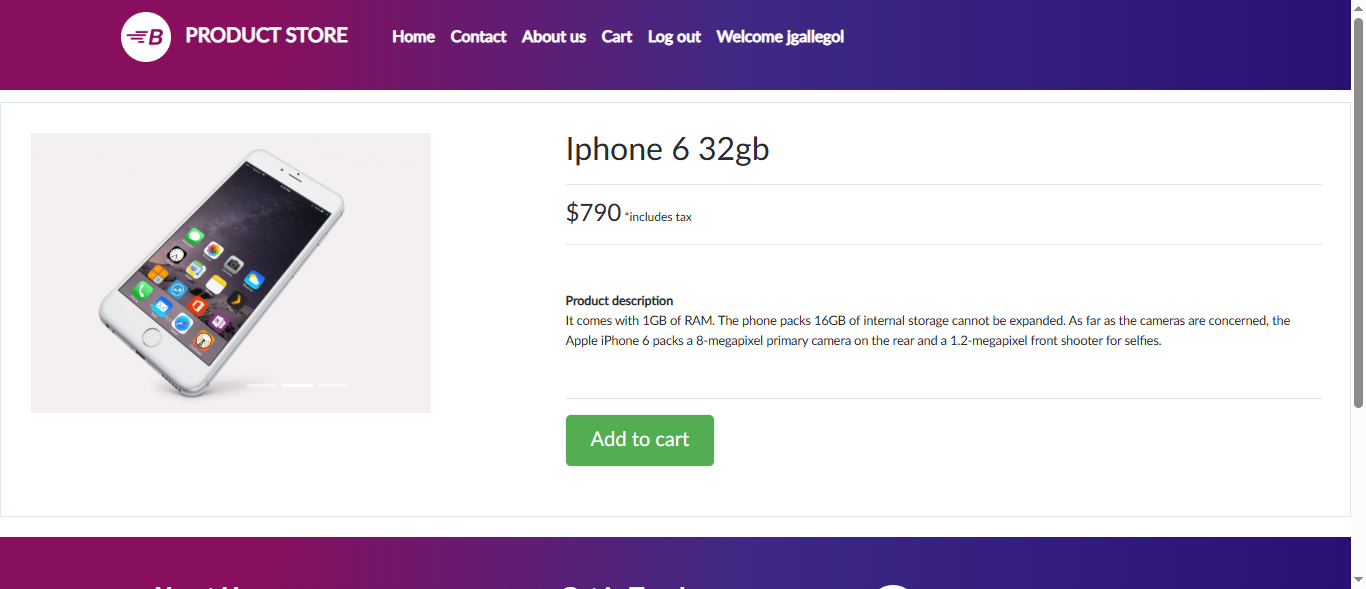 B PRODUCT STORE Home Contact About us Cart Log out Welcome jgallegol
Iphone 6 32gb
$790 *includes tax
Product description
It comes with 1GB of RAM. The phone packs 16GB of internal storage cannot be expanded. As far as the cameras are concerned, the
Apple iPhone 6 packs a 8-megapixel primary camera on the rear and a 1.2-megapixel front shooter for selfies.
Add to cart